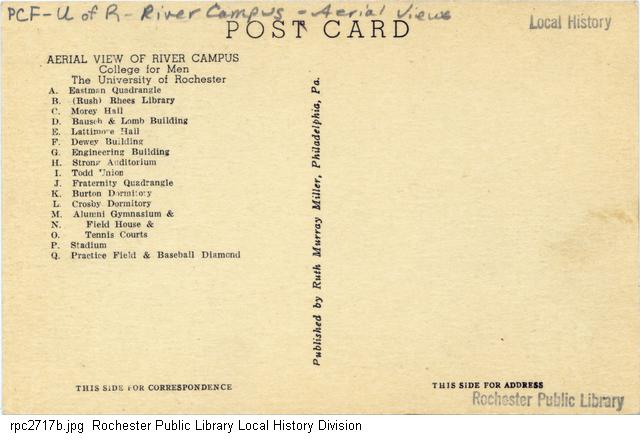 PCF-U of R - River Campus - Aerial Views
POST CARD
Local History
AERIAL VIEW OF RIVER CAMPUS
College for Men
The University of Rochester
A. Eastman Quadrangle
B. (Rush) Rhees Library
C. Morey Hall
D. Bausch & Lomb Building
E. Lattimore Hall
F. Dewey Building
G. Engineering Building
H. Strong Auditorium
I. Todd Union
J. Fraternity Quadrangle
K. Burton Dormitory
L. Crosby Dormitory
M. Alumni Gymnasium &
N. Field House &
O. Tennis Courts
P. Stadium
Q. Practice Field & Baseball Diamond
Published by Ruth Murray Miller, Philadelphia, Pa.
THIS SIDE FOR CORRESPONDENCE
THIS SIDE FOR ADDRESS
Rochester Public Library
rpc2717b.jpg Rochester Public Library Local History Division